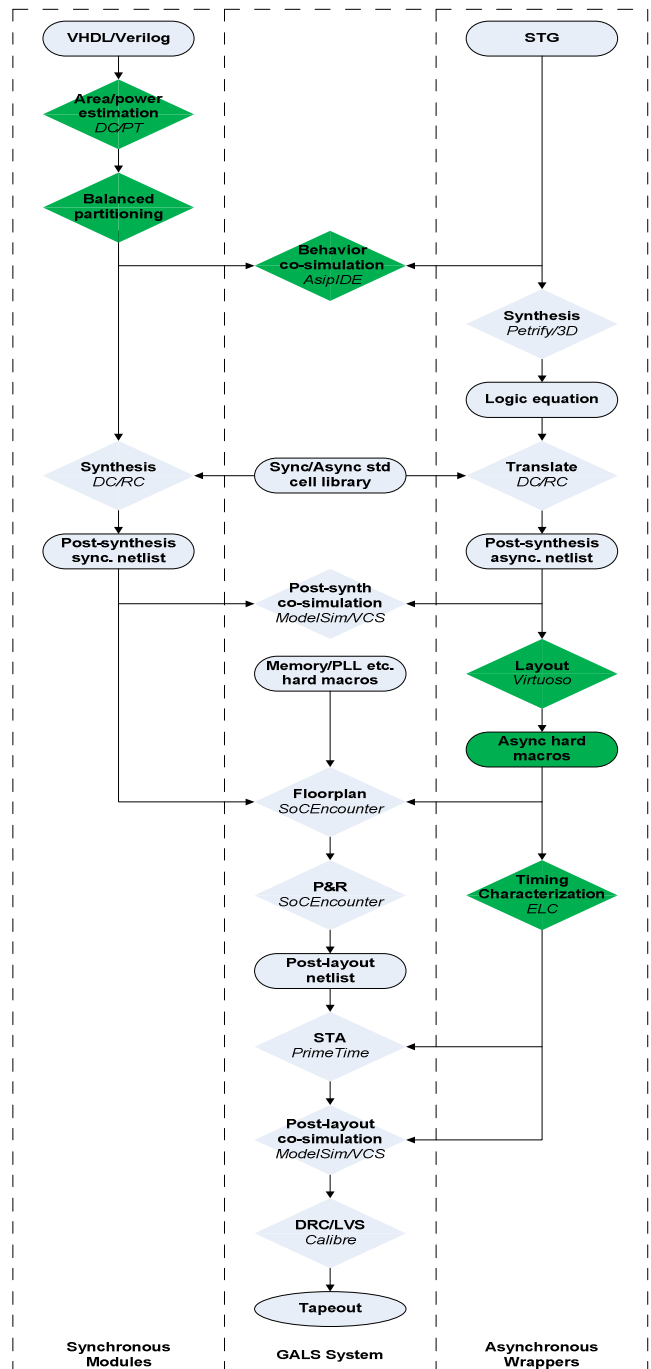 VHDL/Verilog
STG
Area/power
estimation
DC/PT
Balanced
partitioning
Behavior
co-simulation
AsipIDE
Synthesis
Petrify/3D
Logic equation
Synthesis
DC/RC
Sync/Async std
cell library
Translate
DC/RC
Post-synthesis
sync. netlist
Post-synthesis
async. netlist
Post-synth
co-simulation
ModelSim/VCS
Memory/PLL etc.
hard macros
Layout
Virtuoso
Async hard
macros
Floorplan
SoCEncounter
P&R
SoCEncounter
Timing
Characterization
ELC
Post-layout
netlist
STA
PrimeTime
Post-layout
co-simulation
ModelSim/VCS
DRC/LVS
Calibre
Tapeout
Synchronous
Modules
GALS System
Asynchronous
Wrappers